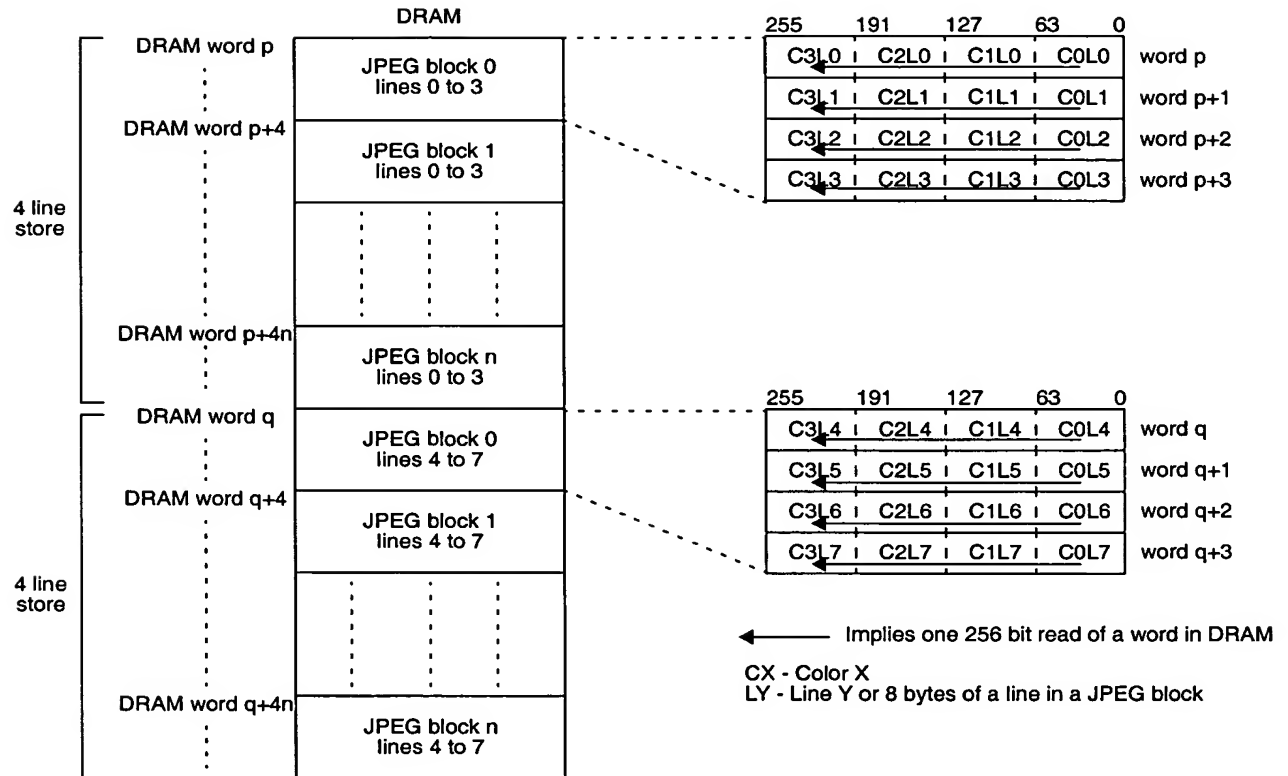 DRAM
DRAM word p
JPEG block 0
lines 0 to 3
DRAM word p+4
JPEG block 1
lines 0 to 3
4 line
store
DRAM word p+4n
JPEG block n
lines 0 to 3
DRAM word q
JPEG block 0
lines 4 to 7
DRAM word q+4
JPEG block 1
lines 4 to 7
4 line
store
DRAM word q+4n
JPEG block n
lines 4 to 7
255 191 127 63 0
C3L0 C2L0 C1L0 C0L0 word p
C3L1 C2L1 C1L1 C0L1 word p+1
C3L2 C2L2 C1L2 C0L2 word p+2
C3L3 C2L3 C1L3 C0L3 word p+3
255 191 127 63 0
C3L4 C2L4 C1L4 C0L4 word q
C3L5 C2L5 C1L5 C0L5 word q+1
C3L6 C2L6 C1L6 C0L6 word q+2
C3L7 C2L7 C1L7 C0L7 word q+3
Implies one 256 bit read of a word in DRAM
CX - Color X
LY - Line Y or 8 bytes of a line in a JPEG block